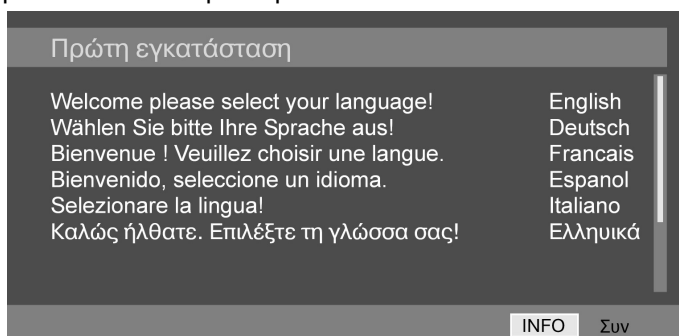 Πρώτη εγκατάσταση
Welcome please select your language! English
Wählen Sie bitte Ihre Sprache aus! Deutsch
Bienvenue ! Veuillez choisir une langue. Francais
Bienvenido, seleccione un idioma. Espanol
Selezionare la lingua! Italiano
Καλώς ήλθατε. Επιλέξτε τη γλώσσα σας! Ελληυικά
INFO Συν